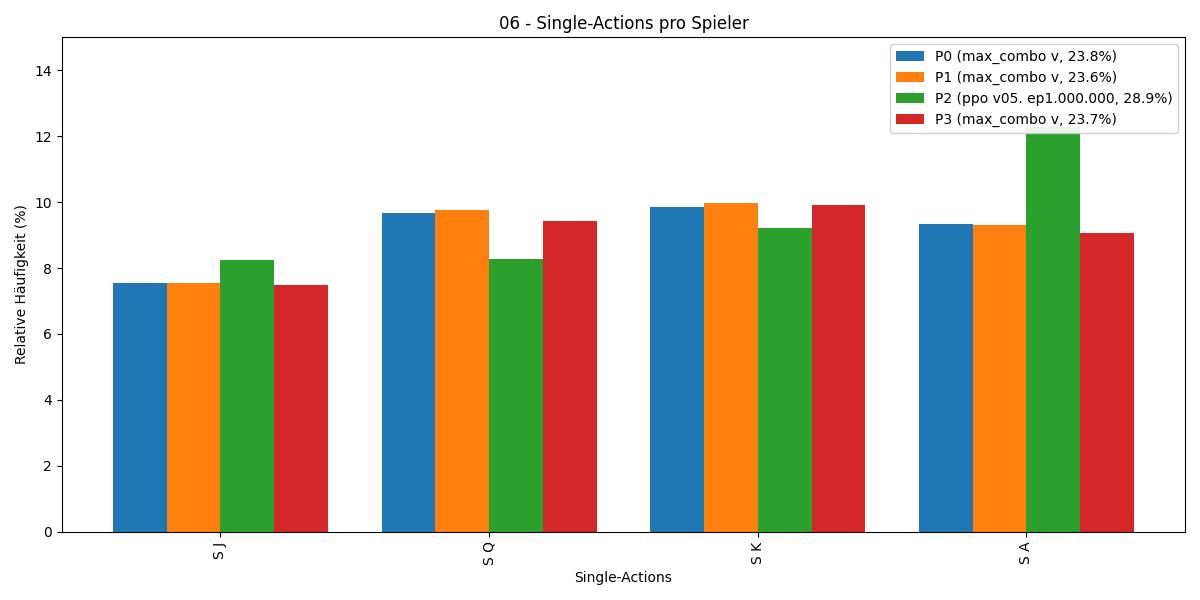 06 - Single-Actions pro Spieler
P0 (max_combo v, 23.8%)
P1 (max_combo v, 23.6%)
P2 (ppo v05. ep1.000.000, 28.9%)
P3 (max_combo v, 23.7%)
Relative Häufigkeit (%)
14
12
10
8
6
4
2
0
S J
S Q
S K
S A
Single-Actions